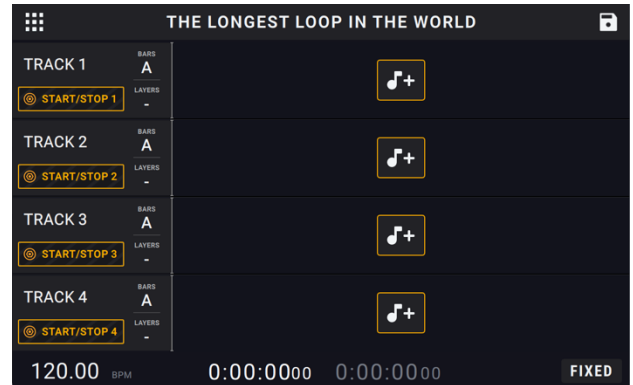 THE LONGEST LOOP IN THE WORLD
TRACK 1
BARS
A
START/STOP 1
LAYERS
-
TRACK 2
BARS
A
START/STOP 2
LAYERS
-
TRACK 3
BARS
A
START/STOP 3
LAYERS
-
TRACK 4
BARS
A
START/STOP 4
LAYERS
-
120.00 BPM 0:00:0000 0:00:0000 FIXED